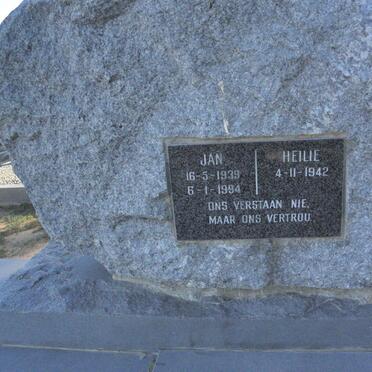 JAN HEILIE
16-5-1939 4-11-1942
6-1-1994
ONS VERSTAAN NIE,
MAAR ONS VERTROU